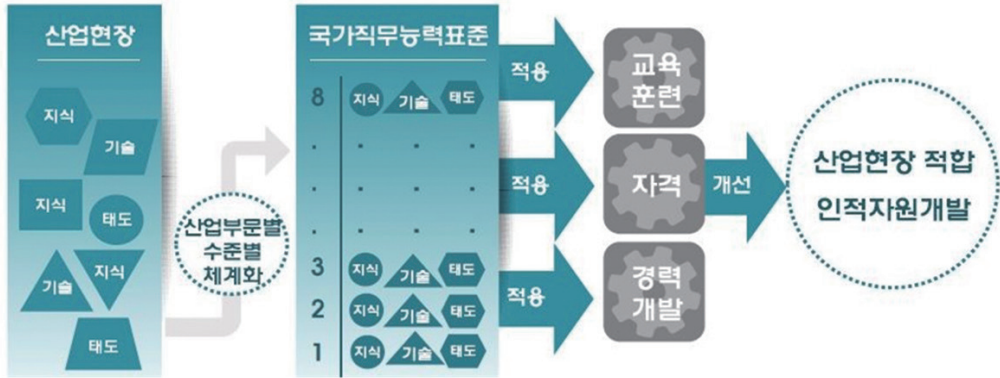 산업현장
지식
기술
지식
태도
기술
지식
태도
산업부문별
수준별
체계화
국가직무능력표준
8 지식 기술 태도
3 지식 기술 태도
2 지식 기술 태도
1 지식 기술 태도
적용
적용
적용
교육
훈련
자격
경력
개발
개선
산업현장 적합
인적자원개발